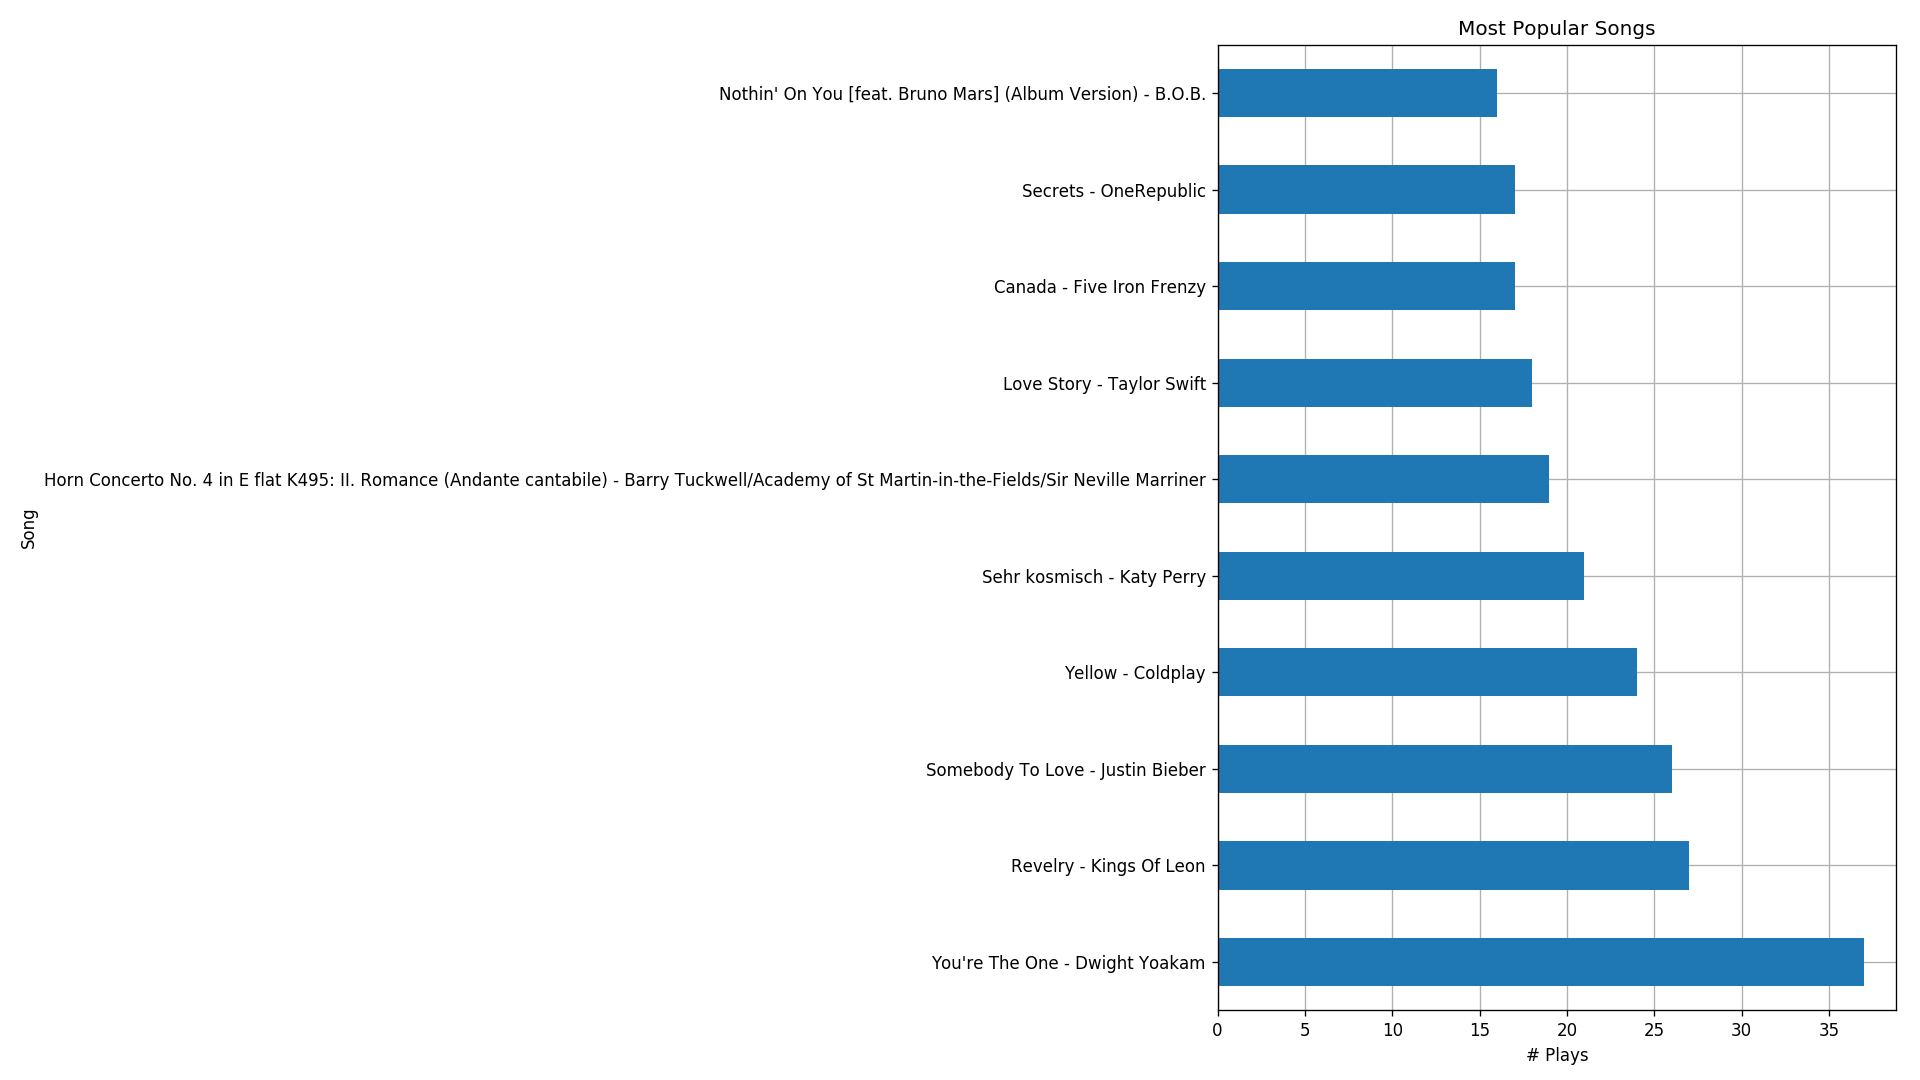 Most Popular Songs
Nothin' On You [feat. Bruno Mars] (Album Version) - B.O.B.
Secrets - OneRepublic
Canada - Five Iron Frenzy
Love Story - Taylor Swift
Horn Concerto No. 4 in E flat K495: II. Romance (Andante cantabile) - Barry Tuckwell/Academy of St Martin-in-the-Fields/Sir Neville Marriner
Song
Sehr kosmisch - Katy Perry
Yellow - Coldplay
Somebody To Love - Justin Bieber
Revelry - Kings Of Leon
You're The One - Dwight Yoakam
0 5 10 15 20 25 30 35
# Plays